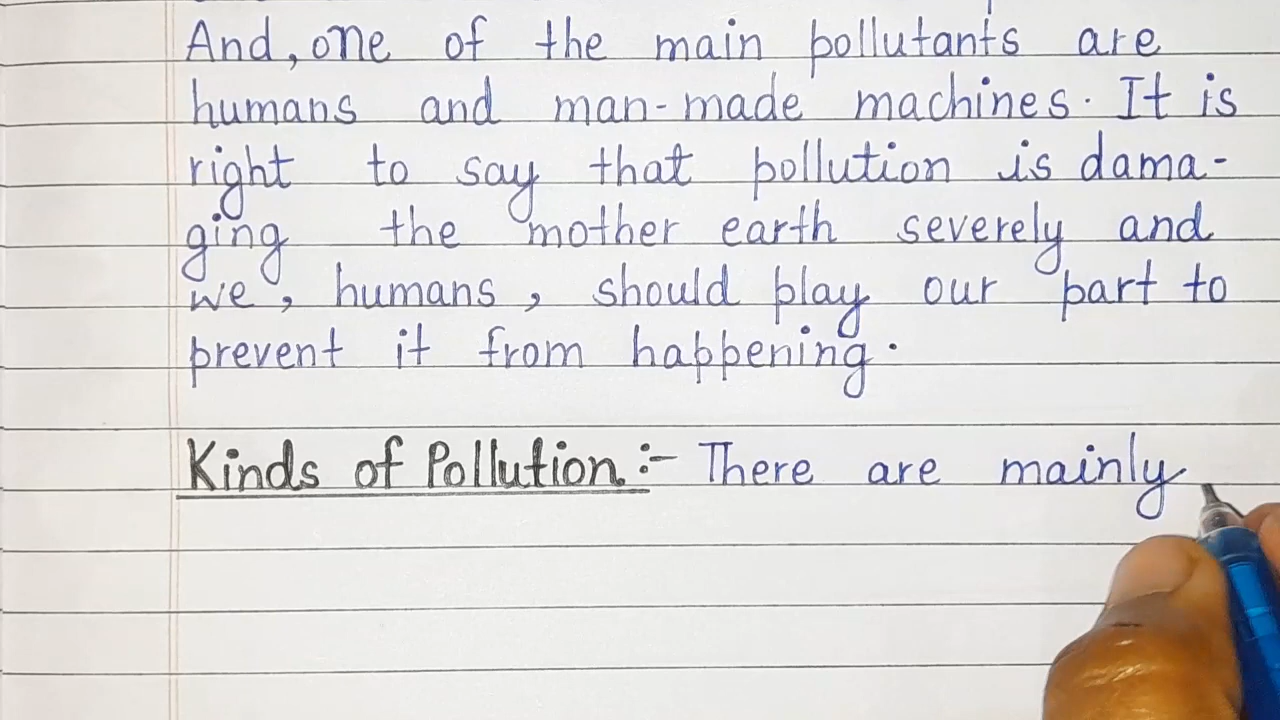 And, one of the main pollutants are
humans and man-made machines. It is
right to say that pollution is dama-
ging the mother earth severely and
we, humans, should play our part to
prevent it from happening.
Kinds of Pollution:- There are mainly